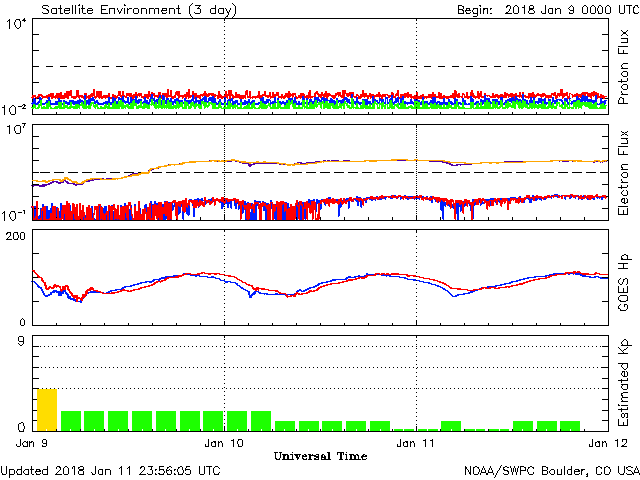 Satellite Environment (3 day)
Begin: 2018 Jan 9 0000 UTC
10⁴
10⁻²
Proton Flux
10⁷
10⁻¹
Electron Flux
200
0
GOES Hp
9
0
Estimated Kp
Jan 9
Jan 10
Jan 11
Jan 12
Universal Time
Updated 2018 Jan 11 23:56:05 UTC
NOAA/SWPC Boulder, CO USA